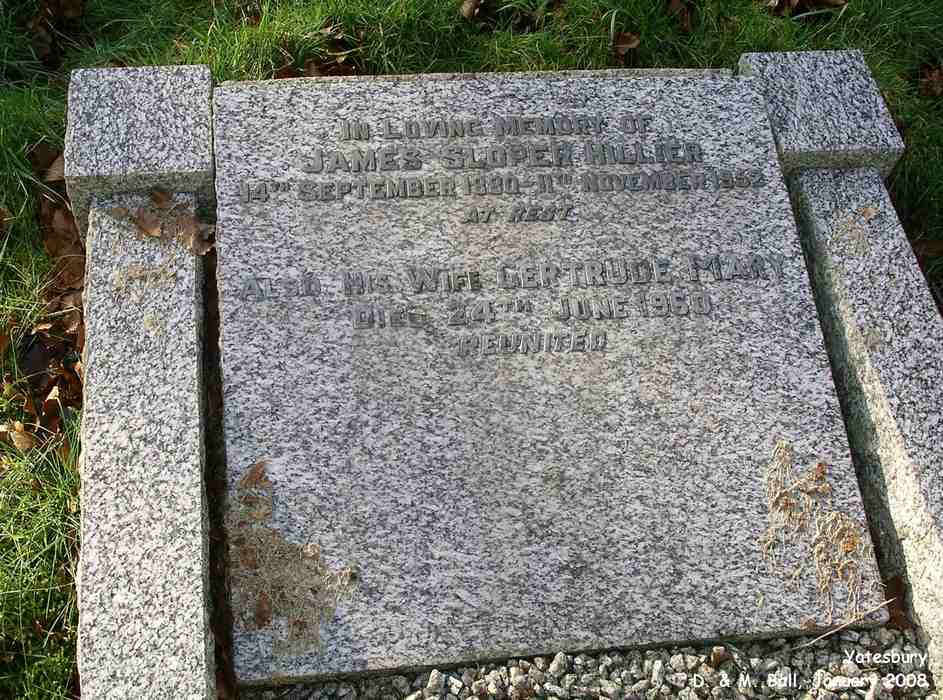 IN LOVING MEMORY OF
JAMES SLOPER HILLIER
14TH SEPTEMBER 1880-11TH NOVEMBER 1952
AT REST.
ALSO HIS WIFE GERTRUDE MARY
DIED 24TH JUNE 1960
REUNITED
Yatesbury
D. & M. Ball, January 2008